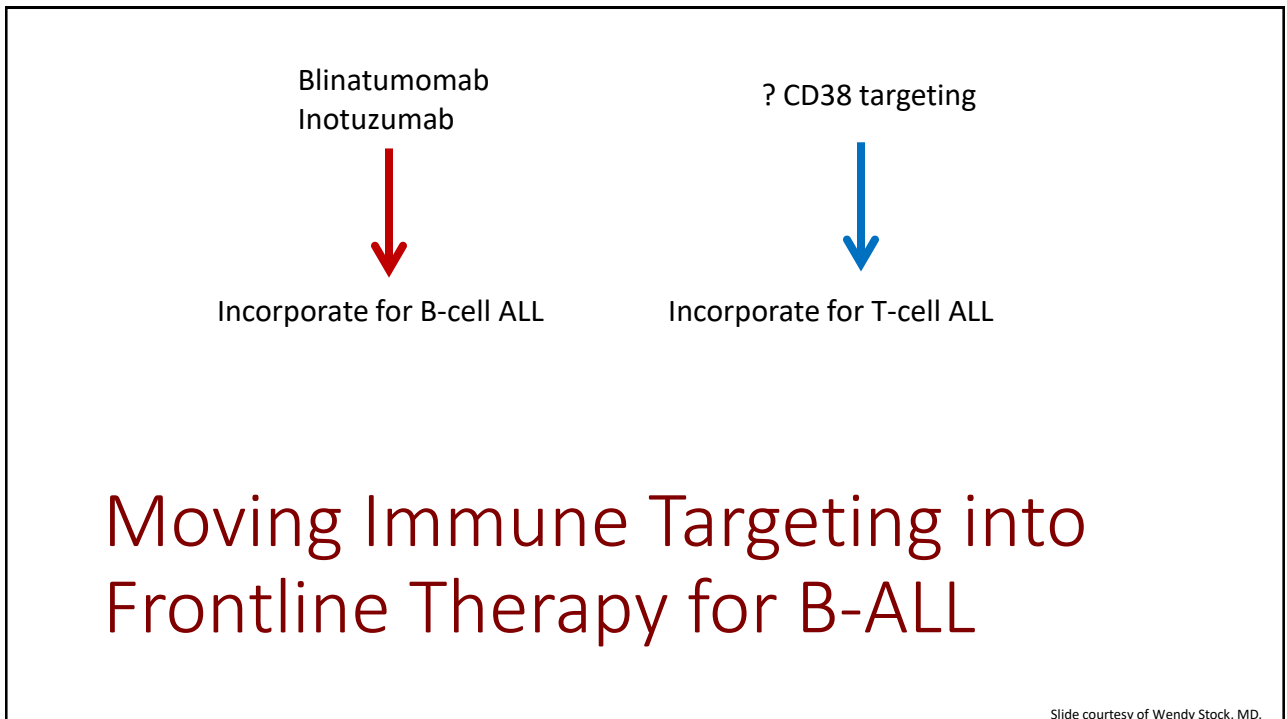 Blinatumomab
Inotuzumab
? CD38 targeting
Incorporate for B-cell ALL
Incorporate for T-cell ALL
Moving Immune Targeting into
Frontline Therapy for B-ALL
Slide courtesy of Wendy Stock, MD.